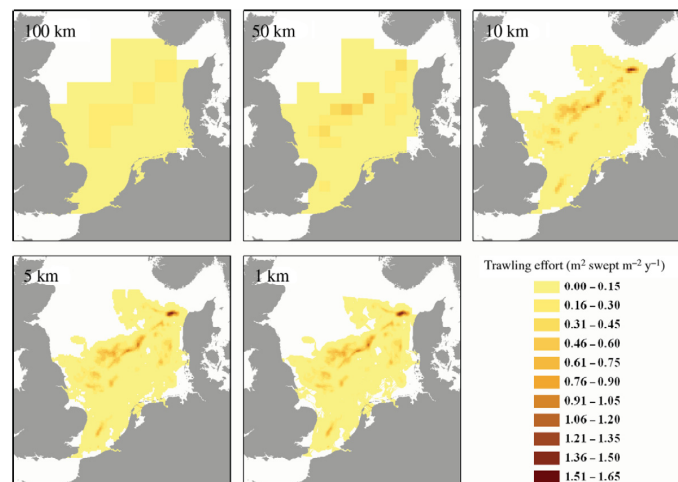 100 km
50 km
10 km
5 km
1 km
Trawling effort (m² swept m⁻² y⁻¹)
0.00 – 0.15
0.16 – 0.30
0.31 – 0.45
0.46 – 0.60
0.61 – 0.75
0.76 – 0.90
0.91 – 1.05
1.06 – 1.20
1.21 – 1.35
1.36 – 1.50
1.51 – 1.65